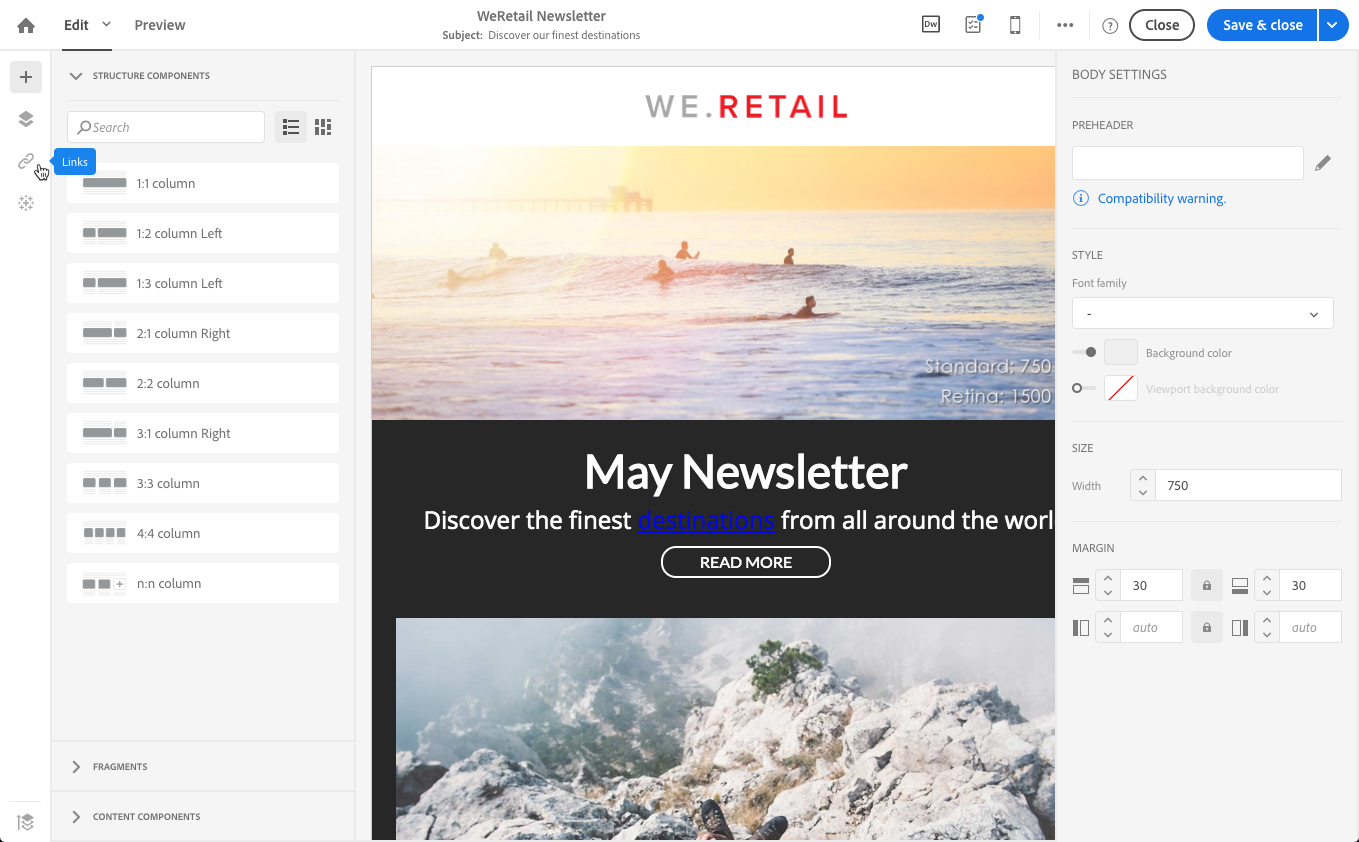 Edit
Preview
WeRetail Newsletter
Subject: Discover our finest destinations
Dw
?
Close
Save & close
STRUCTURE COMPONENTS
Search
Links
1:1 column
1:2 column Left
1:3 column Left
2:1 column Right
2:2 column
3:1 column Right
3:3 column
4:4 column
n:n column
FRAGMENTS
CONTENT COMPONENTS
WE.RETAIL
Standard: 750
Retina: 1500
May Newsletter
Discover the finest destinations from all around the worl
READ MORE
BODY SETTINGS
PREHEADER
Compatibility warning.
STYLE
Font family
-
Background color
Viewport background color
SIZE
Width 750
MARGIN
30 30
auto auto